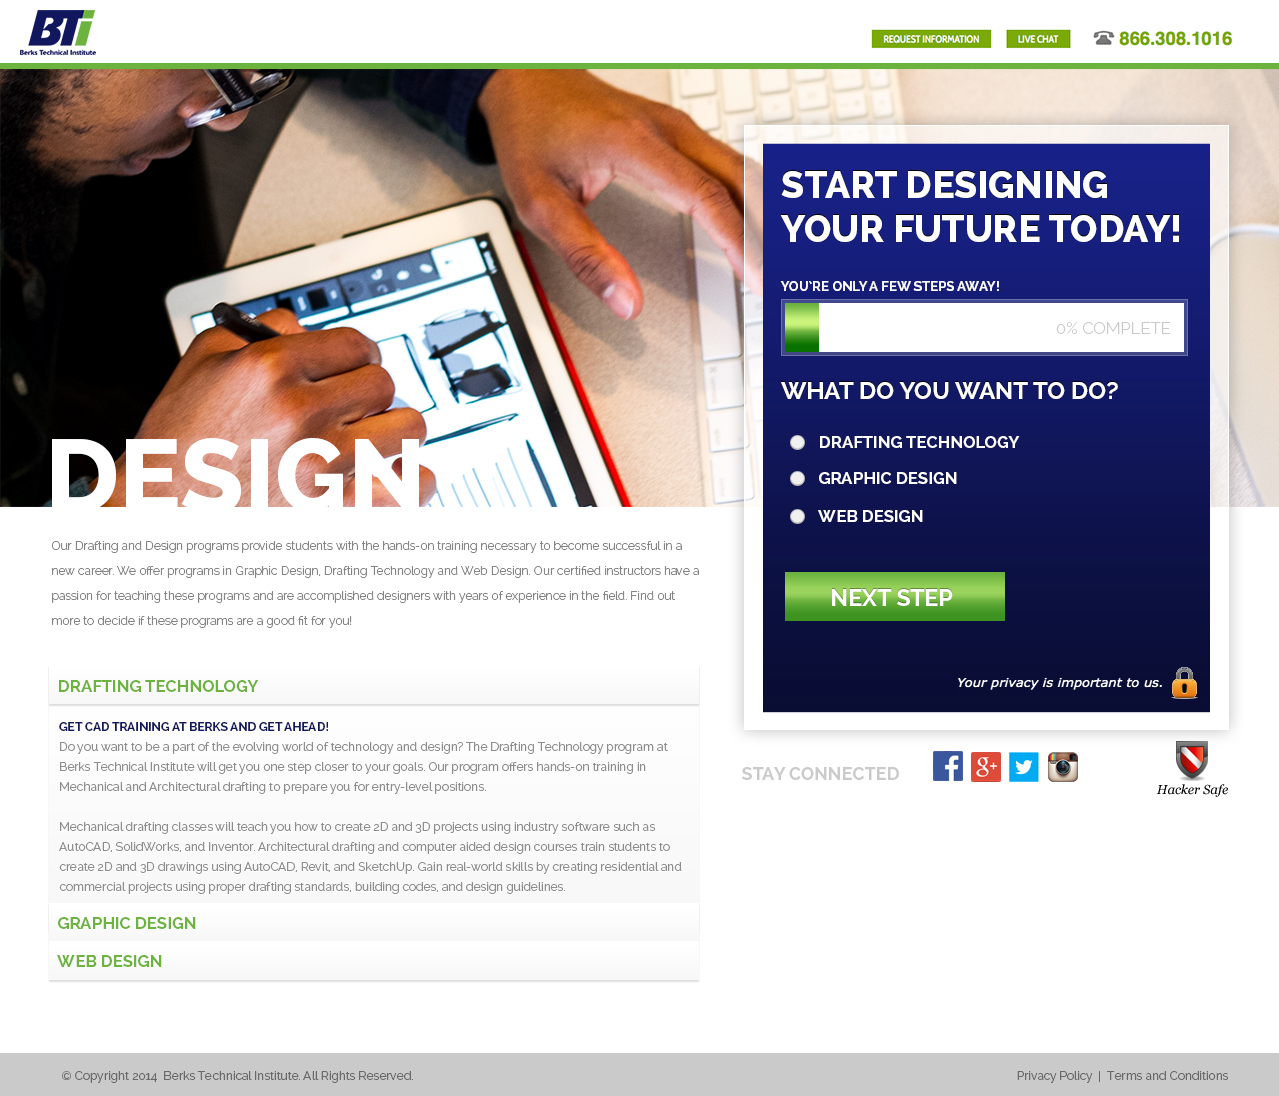 BTi
Berks Technical Institute
REQUEST INFORMATION
LIVE CHAT
866.308.1016
START DESIGNING
YOUR FUTURE TODAY!
YOU'RE ONLY A FEW STEPS AWAY!
0% COMPLETE
WHAT DO YOU WANT TO DO?
DRAFTING TECHNOLOGY
GRAPHIC DESIGN
WEB DESIGN
NEXT STEP
Your privacy is important to us.
DESIGN
Our Drafting and Design programs provide students with the hands-on training necessary to become successful in a
new career. We offer programs in Graphic Design, Drafting Technology and Web Design. Our certified instructors have a
passion for teaching these programs and are accomplished designers with years of experience in the field. Find out
more to decide if these programs are a good fit for you!
DRAFTING TECHNOLOGY
GET CAD TRAINING AT BERKS AND GET AHEAD!
Do you want to be a part of the evolving world of technology and design? The Drafting Technology program at
Berks Technical Institute will get you one step closer to your goals. Our program offers hands-on training in
Mechanical and Architectural drafting to prepare you for entry-level positions.
Mechanical drafting classes will teach you how to create 2D and 3D projects using industry software such as
AutoCAD, SolidWorks, and Inventor. Architectural drafting and computer aided design courses train students to
create 2D and 3D drawings using AutoCAD, Revit, and SketchUp. Gain real-world skills by creating residential and
commercial projects using proper drafting standards, building codes, and design guidelines.
GRAPHIC DESIGN
WEB DESIGN
STAY CONNECTED
f
g+
Hacker Safe
© Copyright 2014 Berks Technical Institute. All Rights Reserved.
Privacy Policy | Terms and Conditions